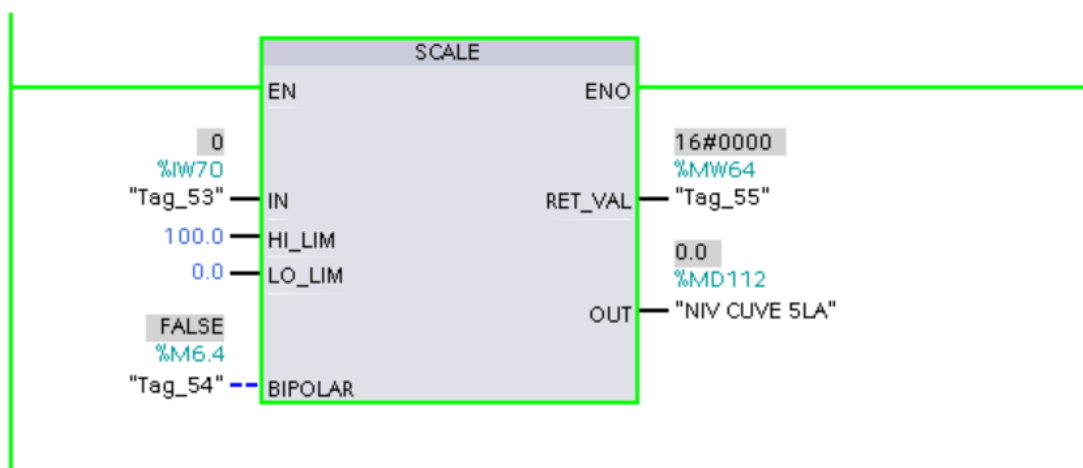 SCALE
EN
ENO
0
%IW70
"Tag_53"
IN
16#0000
%MW64
RET_VAL
"Tag_55"
100.0
HI_LIM
0.0
LO_LIM
0.0
%MD112
OUT
"NIV CUVE 5LA"
FALSE
%M6.4
"Tag_54"
BIPOLAR